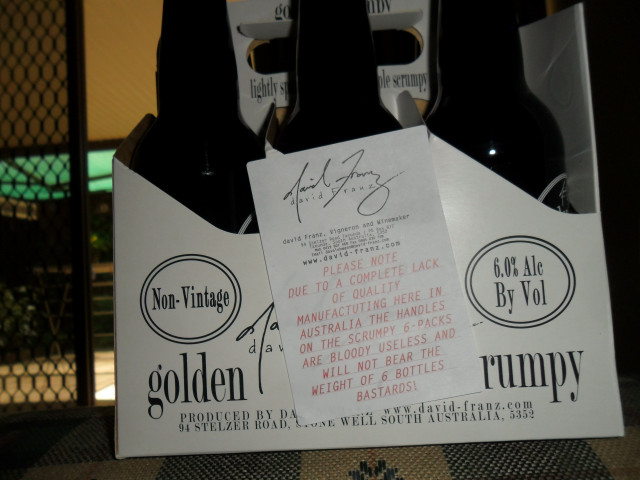 golden
lightly
scrumpy
David Franz
david Franz
David Franz, Vigneron and Winemaker
www.david-franz.com
PLEASE NOTE
DUE TO A COMPLETE LACK
OF QUALITY
MANUFACTUTING HERE IN
AUSTRALIA THE HANDLES
ON THE SCRUMPY 6-PACKS
ARE BLOODY USELESS AND
WILL NOT BEAR THE
WEIGHT OF 6 BOTTLES
BASTARDS!
Non-Vintage
6.0% Alc
By Vol
golden
rumpy
PRODUCED BY DA www.david-franz.com
94 STELZER ROAD, STONE WELL SOUTH AUSTRALIA, 5352